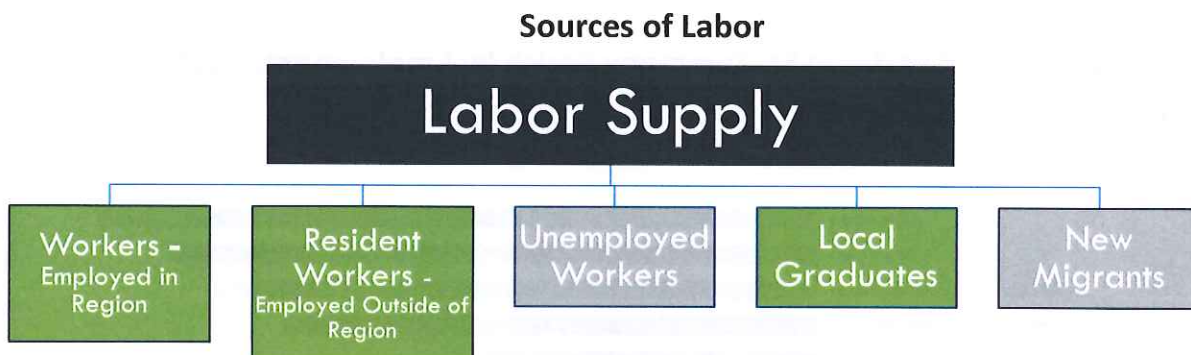 Sources of Labor
Labor Supply
Workers -
Employed in
Region
Resident
Workers -
Employed Outside of
Region
Unemployed
Workers
Local
Graduates
New
Migrants